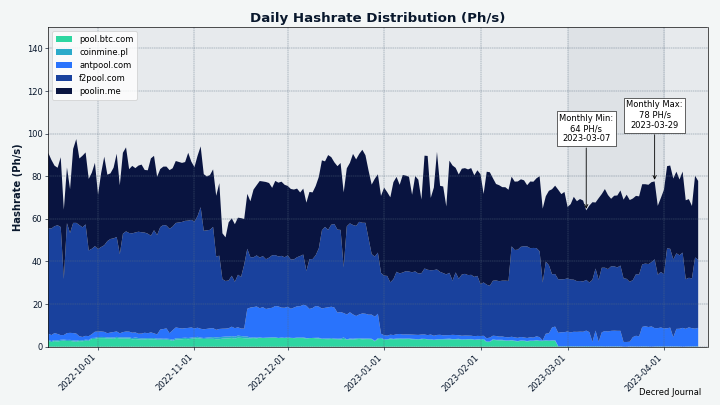 Daily Hashrate Distribution (Ph/s)
pool.btc.com
coinmine.pl
antpool.com
f2pool.com
poolin.me
Monthly Min:
64 PH/s
2023-03-07
Monthly Max:
78 PH/s
2023-03-29
Hashrate (Ph/s)
140
120
100
80
60
40
20
0
2022-10-01
2022-11-01
2022-12-01
2023-01-01
2023-02-01
2023-03-01
2023-04-01
Decred Journal